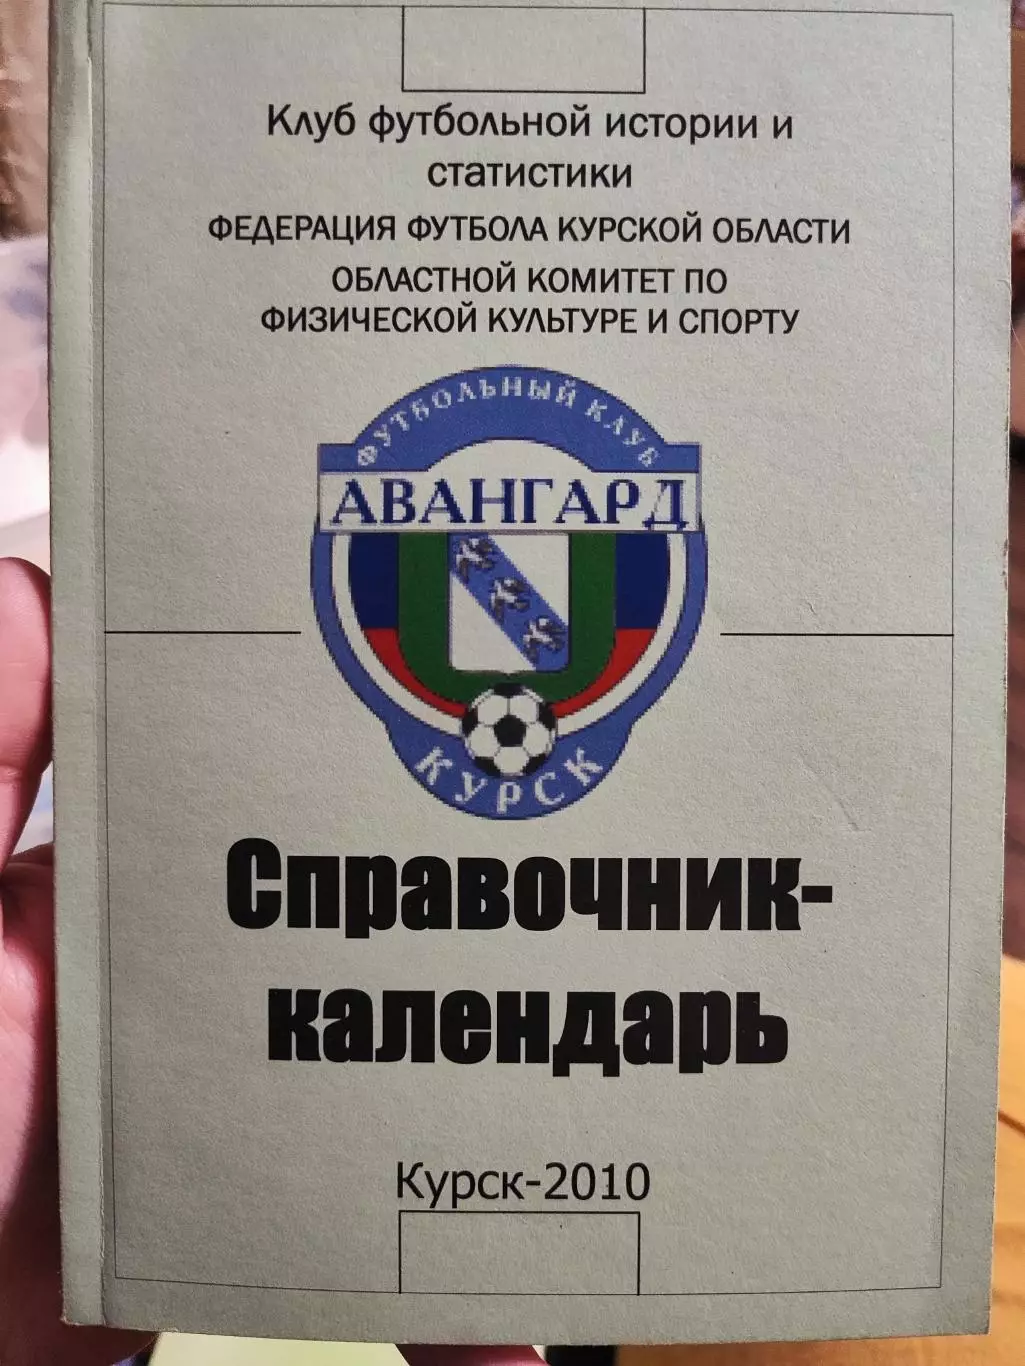 Клуб футбольной истории и
статистики
ФЕДЕРАЦИЯ ФУТБОЛА КУРСКОЙ ОБЛАСТИ
ОБЛАСТНОЙ КОМИТЕТ ПО
ФИЗИЧЕСКОЙ КУЛЬТУРЕ И СПОРТУ
ФУТБОЛЬНЫЙ КЛУБ
АВАНГАРД
КУРСК
Справочник-
календарь
Курск-2010